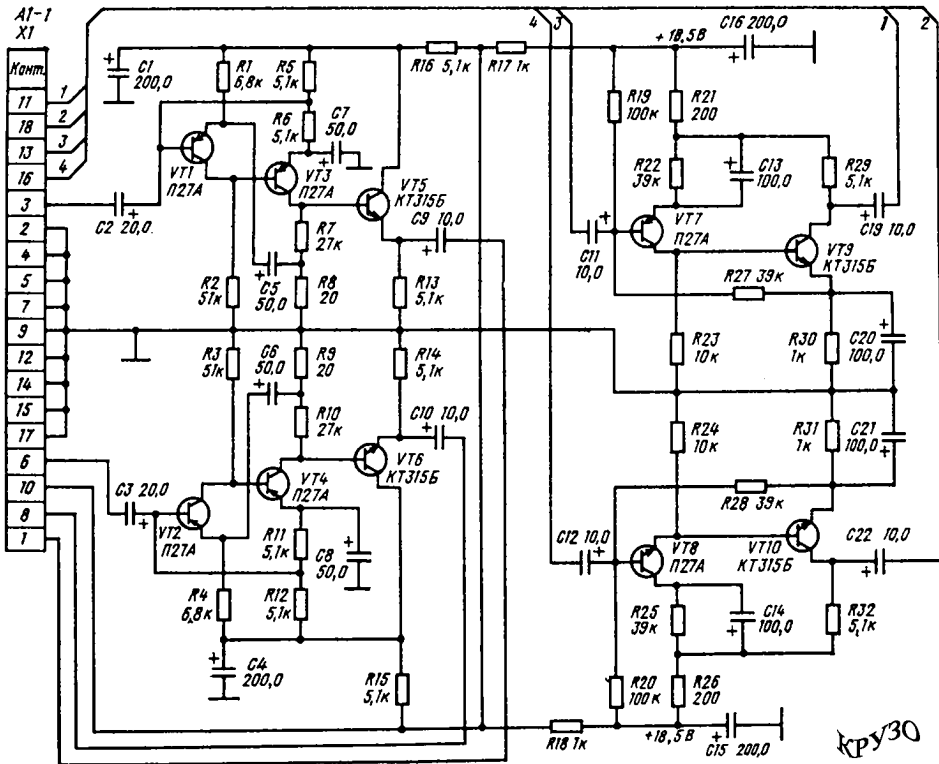 A1-1
X1
Конт.
11
18
13
16
3
2
4
5
7
9
12
14
15
17
6
10
8
1
1
2
3
4
4
3
1
2
C1
200,0
R1
6,8к
R5
5,1к
R6
5,1к
C7
50,0
R16 5,1к
R17 1к
+18,5В
C16 200,0
R19
100к
R21
200
VT1
П27А
VT3
П27А
VT5
КТ315Б
C2 20,0
C9 10,0
R7
27к
C5
50,0
R8
20
R2
51к
R13
5,1к
R22
39к
C13
100,0
R29
5,1к
VT7
П27А
C11
10,0
VT9
КТ315Б
C19 10,0
R27 39к
R23
10к
R30
1к
C20
100,0
R3
51к
C6
50,0
R9
20
R14
5,1к
R10
27к
C10 10,0
R24
10к
R31
1к
C21
100,0
R28 39к
C3 20,0
VT2
П27А
VT4
П27А
VT6
КТ315Б
R11
5,1к
C8
50,0
R4
6,8к
R12
5,1к
C4
200,0
R15
5,1к
C12 10,0
VT8
П27А
VT10
КТ315Б
C22 10,0
R25
39к
C14
100,0
R32
5,1к
R20
100к
R26
200
R18 1к
+18,5В
C15 200,0
КРУЗО